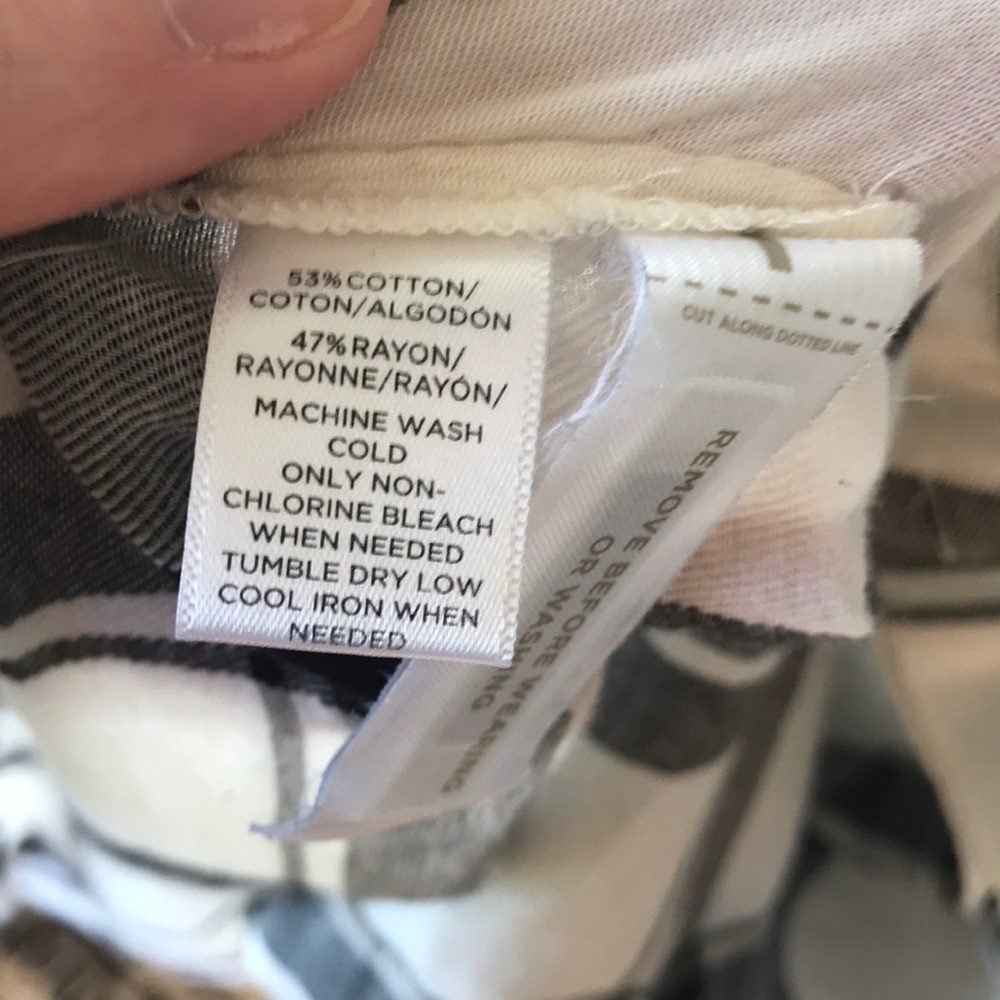 53%COTTON/
COTON/ALGODÓN
47%RAYON/
RAYONNE/RAYÓN/
MACHINE WASH
COLD
ONLY NON-
CHLORINE BLEACH
WHEN NEEDED
TUMBLE DRY LOW
COOL IRON WHEN
NEEDED
CUT ALONG DOTTED LINE
REMOVE BEFORE WEARING
OR WASHING